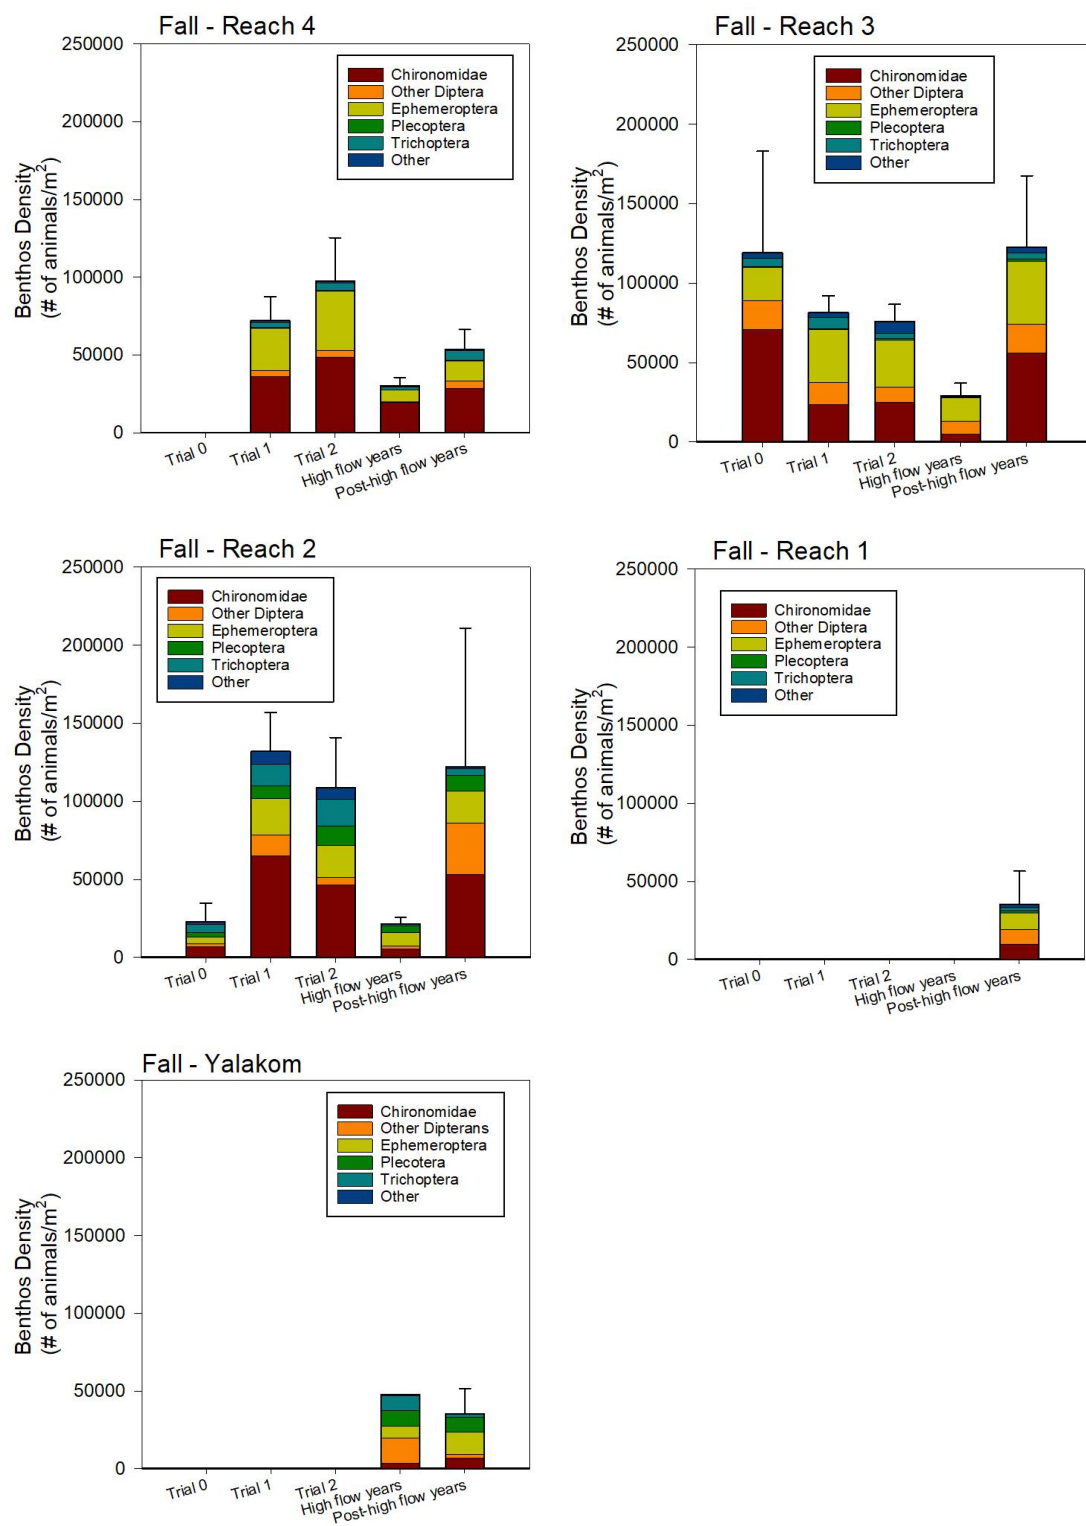 Fall - Reach 4
250000
200000
150000
100000
50000
0
Benthos Density
(# of animals/m²)
Chironomidae
Other Diptera
Ephemeroptera
Plecoptera
Trichoptera
Other
Trial 0
Trial 1
Trial 2
High flow years
Post-high flow years
Fall - Reach 3
250000
200000
150000
100000
50000
0
Benthos Density
(# of animals/m²)
Chironomidae
Other Diptera
Ephemeroptera
Plecoptera
Trichoptera
Other
Trial 0
Trial 1
Trial 2
High flow years
Post-high flow years
Fall - Reach 2
250000
200000
150000
100000
50000
0
Benthos Density
(# of animals/m²)
Chironomidae
Other Diptera
Ephemeroptera
Plecoptera
Trichoptera
Other
Trial 0
Trial 1
Trial 2
High flow years
Post-high flow years
Fall - Reach 1
250000
200000
150000
100000
50000
0
Benthos Density
(# of animals/m²)
Chironomidae
Other Diptera
Ephemeroptera
Plecoptera
Trichoptera
Other
Trial 0
Trial 1
Trial 2
High flow years
Post-high flow years
Fall - Yalakom
250000
200000
150000
100000
50000
0
Benthos Density
(# of animals/m²)
Chironomidae
Other Dipterans
Ephemeroptera
Plecotera
Trichoptera
Other
Trial 0
Trial 1
Trial 2
High flow years
Post-high flow years